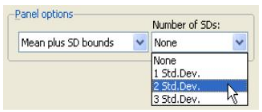 Panel options
Number of SDs:
Mean plus SD bounds
None
None
1 Std.Dev.
2 Std.Dev.
3 Std.Dev.